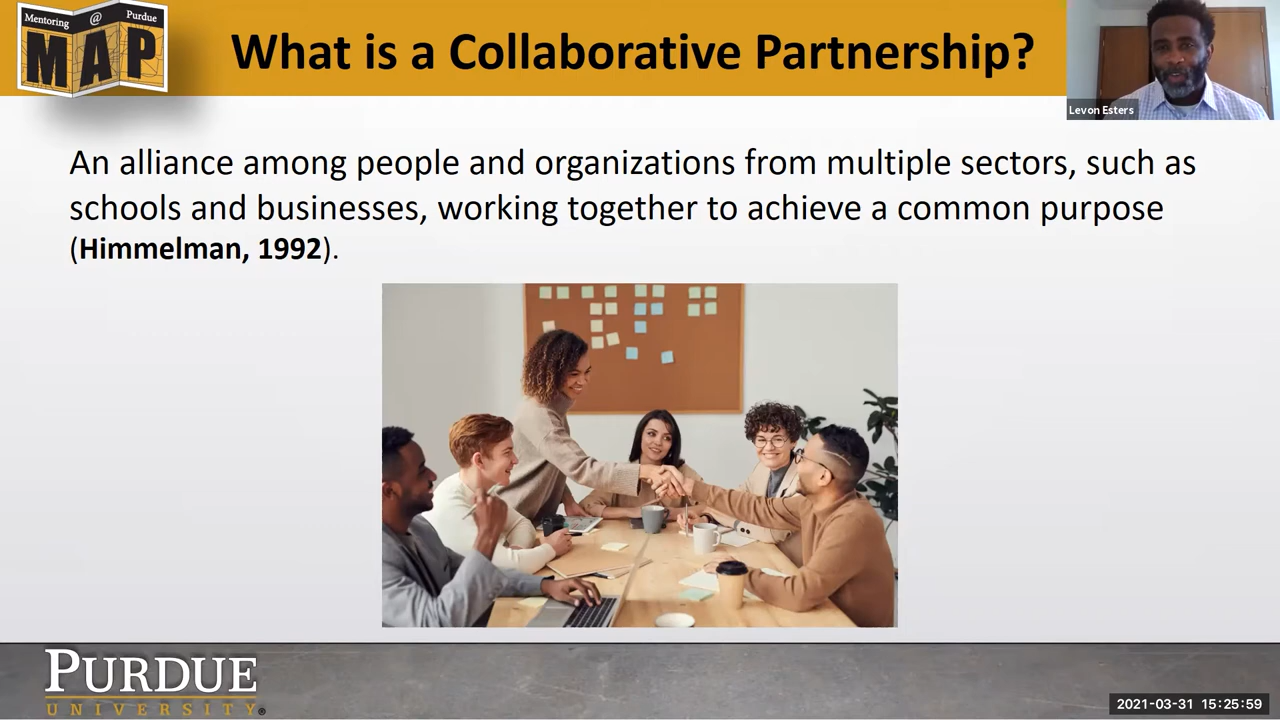 Mentoring @ Purdue
MAP
What is a Collaborative Partnership?
Levon Esters
An alliance among people and organizations from multiple sectors, such as
schools and businesses, working together to achieve a common purpose
(Himmelman, 1992).
PURDUE
UNIVERSITY®
2021-03-31 15:25:59